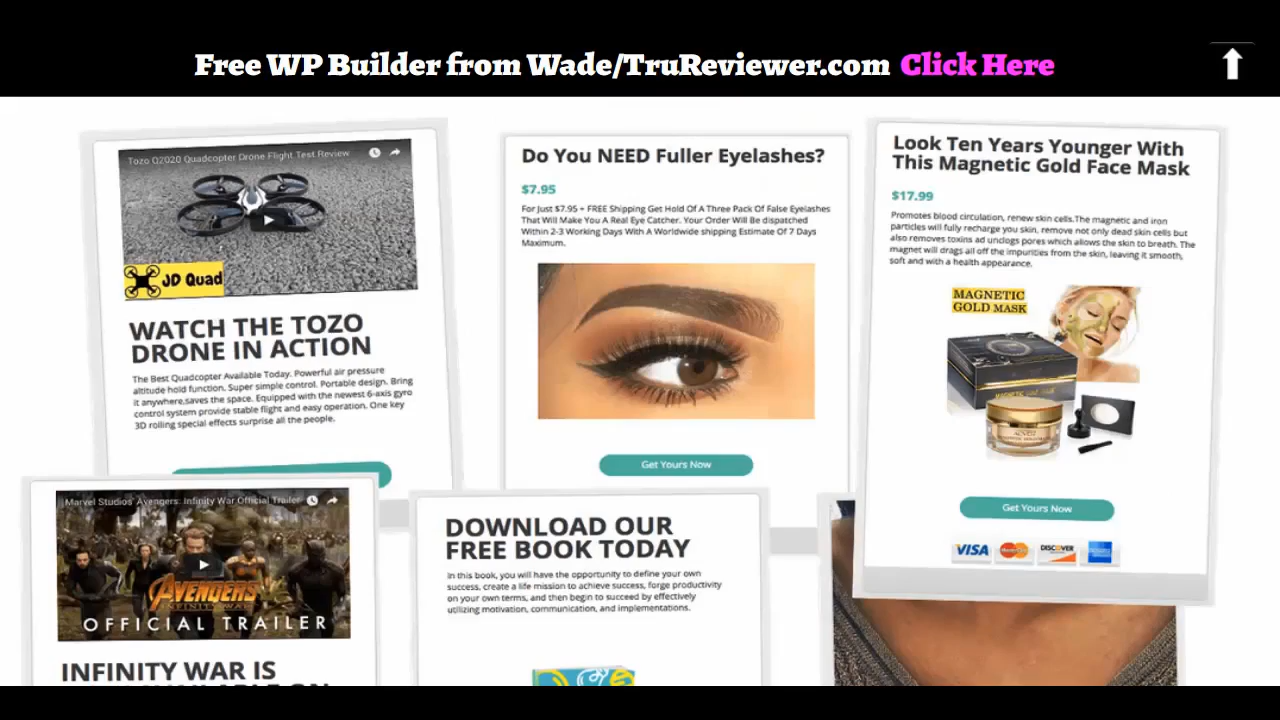 Free WP Builder from Wade/TruReviewer.com Click Here
Tozo Q2020 Quadcopter Drone Flight Test Review
JD Quad
WATCH THE TOZO
DRONE IN ACTION
The Best Quadcopter Available Today. Powerful air pressure
altitude hold function. Super simple control. Portable design. Bring
it anywhere,saves the space. Equipped with the newest 6-axis gyro
control system provide stable flight and easy operation. One key
3D rolling special effects surprise all the people.
Do You NEED Fuller Eyelashes?
$7.95
For Just $7.95 + FREE Shipping Get Hold Of A Three Pack Of False Eyelashes
That Will Make You A Real Eye Catcher. Your Order Will Be dispatched
Within 2-3 Working Days With A Worldwide shipping Estimate Of 7 Days
Maximum.
Get Yours Now
Look Ten Years Younger With
This Magnetic Gold Face Mask
$17.99
Promotes blood circulation, renew skin cells.The magnetic and iron
particles will fully recharge you skin, remove not only dead skin cells but
also removes toxins ad unclogs pores which allows the skin to breath. The
magnet will drags all off the impurities from the skin, leaving it smooth,
soft and with a health appearance.
MAGNETIC
GOLD MASK
Get Yours Now
VISA MasterCard DISCOVER
Marvel Studios' Avengers: Infinity War Official Trailer
AVENGERS
INFINITY WAR
OFFICIAL TRAILER
INFINITY WAR IS
DOWNLOAD OUR
FREE BOOK TODAY
In this book, you will have the opportunity to define your own
success, create a life mission to achieve success, forge productivity
on your own terms, and then begin to succeed by effectively
utilizing motivation, communication, and implementations.